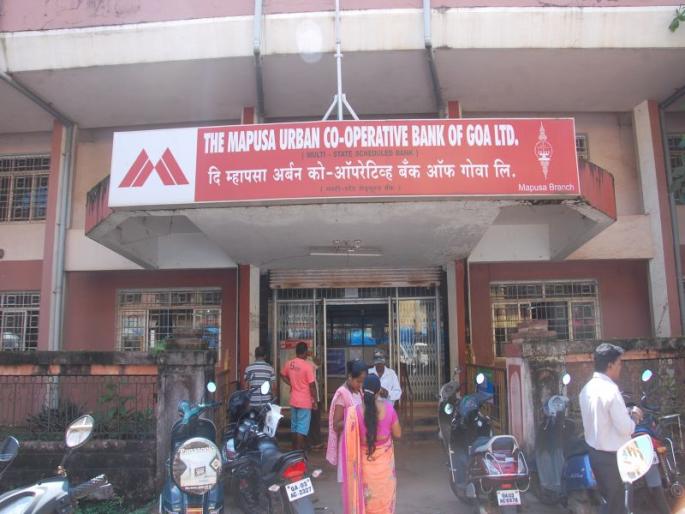 THE MAPUSA URBAN CO-OPERATIVE BANK OF GOA LTD.
( MULTI - STATE SCHEDULED BANK )
दि म्हापसा अर्बन को-ऑपरेटिव्ह बँक ऑफ गोवा लि.
( मल्टी-स्टेट शेड्युल्ड बँक )
Mapusa Branch